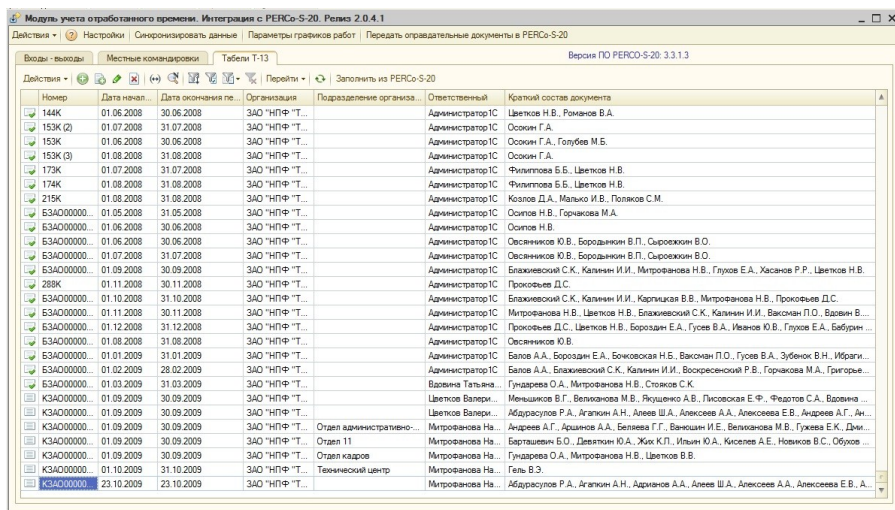 Модуль учета отработанного времени. Интеграция с PERCo-S-20. Релиз 2.0.4.1
Действия Настройки Синхронизировать данные Параметры графиков работ Передать оправдательные документы в PERCo-S-20
Входы - выходы Местные командировки Табели Т-13 Версия ПО PERCO-S-20: 3.3.1.3
Действия Перейти Заполнить из PERCo-S-20
Номер Дата начал... Дата окончания пе... Организация Подразделение организа... Ответственный Краткий состав документа
144К 01.06.2008 30.06.2008 ЗАО "НПФ "Т... Администратор1С Цветков Н.В., Романов В.А.
153К (2) 01.07.2008 31.07.2008 ЗАО "НПФ "Т... Администратор1С Осокин Г.А.
153К 01.06.2008 30.06.2008 ЗАО "НПФ "Т... Администратор1С Осокин Г.А., Голубев М.Б.
153К (3) 01.08.2008 31.08.2008 ЗАО "НПФ "Т... Администратор1С Осокин Г.А.
173К 01.07.2008 31.07.2008 ЗАО "НПФ "Т... Администратор1С Филиппова Б.Б., Цветков Н.В.
174К 01.08.2008 31.08.2008 ЗАО "НПФ "Т... Администратор1С Филиппова Б.Б., Цветков Н.В.
215К 01.08.2008 31.08.2008 ЗАО "НПФ "Т... Администратор1С Козлов Д.А., Малько И.В., Поляков С.М.
БЗАО00000... 01.05.2008 31.05.2008 ЗАО "НПФ "Т... Администратор1С Осипов Н.В., Горчакова М.А.
БЗАО00000... 01.06.2008 30.06.2008 ЗАО "НПФ "Т... Администратор1С Осипов Н.В.
БЗАО00000... 01.06.2008 30.06.2008 ЗАО "НПФ "Т... Администратор1С Овсянников Ю.В., Бородынкин В.П., Сыроежкин В.О.
БЗАО00000... 01.07.2008 31.07.2008 ЗАО "НПФ "Т... Администратор1С Овсянников Ю.В., Бородынкин В.П., Сыроежкин В.О.
БЗАО00000... 01.09.2008 30.09.2008 ЗАО "НПФ "Т... Администратор1С Блажиевский С.К., Калинин И.И., Митрофанова Н.В., Глухов Е.А., Хасанов Р.Р., Цветков Н.В.
288К 01.11.2008 30.11.2008 ЗАО "НПФ "Т... Администратор1С Прокофьев Д.С.
БЗАО00000... 01.10.2008 31.10.2008 ЗАО "НПФ "Т... Администратор1С Блажиевский С.К., Калинин И.И., Карпицкая В.В., Митрофанова Н.В., Прокофьев Д.С.
БЗАО00000... 01.11.2008 30.11.2008 ЗАО "НПФ "Т... Администратор1С Митрофанова Н.В., Цветков Н.В., Блажиевский С.К., Калинин И.И., Ваксман П.О., Вдовин В....
БЗАО00000... 01.12.2008 31.12.2008 ЗАО "НПФ "Т... Администратор1С Прокофьев Д.С., Цветков Н.В., Бороздин Е.А., Гусев В.А., Иванов Ю.В., Глухов Е.А., Бабурин ...
БЗАО00000... 01.08.2008 31.08.2008 ЗАО "НПФ "Т... Администратор1С Овсянников Ю.В.
БЗАО00000... 01.01.2009 31.01.2009 ЗАО "НПФ "Т... Администратор1С Балов А.А., Бороздин Е.А., Бочковская Н.Б., Ваксман П.О., Гусев В.А., Зубенок В.Н., Ибраги...
БЗАО00000... 01.02.2009 28.02.2009 ЗАО "НПФ "Т... Администратор1С Балов А.А., Блажиевский С.К., Калинин И.И., Воскресенский Р.В., Горчакова М.А., Григорье...
БЗАО00000... 01.03.2009 31.03.2009 ЗАО "НПФ "Т... Вдовина Татьяна... Гундарева О.А., Митрофанова Н.В., Стояков С.К.
КЗАО00000... 01.09.2009 30.09.2009 ЗАО "НПФ "Т... Цветков Валери... Меньшиков В.Г., Велиханова М.В., Якущенко А.В., Лисовская Е.Ф., Федотов С.А., Вдовина ...
КЗАО00000... 01.09.2009 30.09.2009 ЗАО "НПФ "Т... Цветков Валери... Абдурасулов Р.А., Агапкин А.Н., Алеев Ш.А., Алексеев А.А., Алексеева Е.В., Андреев А.Г., Ан...
КЗАО00000... 01.09.2009 30.09.2009 ЗАО "НПФ "Т... Отдел административно-... Митрофанова На... Андреев А.Г., Аршинов А.А., Беляева Г.Г., Ванюшин И.Е., Велиханова М.В., Гужева Е.К., Дми...
КЗАО00000... 01.09.2009 30.09.2009 ЗАО "НПФ "Т... Отдел 11 Митрофанова На... Барташевич Б.О., Девяткин Ю.А., Жих К.П., Ильин Ю.А., Киселев А.Е., Новиков В.С., Обухов ...
КЗАО00000... 01.09.2009 30.09.2009 ЗАО "НПФ "Т... Отдел кадров Митрофанова На... Гундарева О.А., Митрофанова Н.В., Цветков В.В.
КЗАО00000... 01.10.2009 31.10.2009 ЗАО "НПФ "Т... Технический центр Митрофанова На... Гель В.Э.
КЗАО00000... 23.10.2009 23.10.2009 ЗАО "НПФ "Т... Митрофанова На... Абдурасулов Р.А., Агапкин А.Н., Адрианов А.А., Алеев Ш.А., Алексеев А.А., Алексеева Е.В., А...